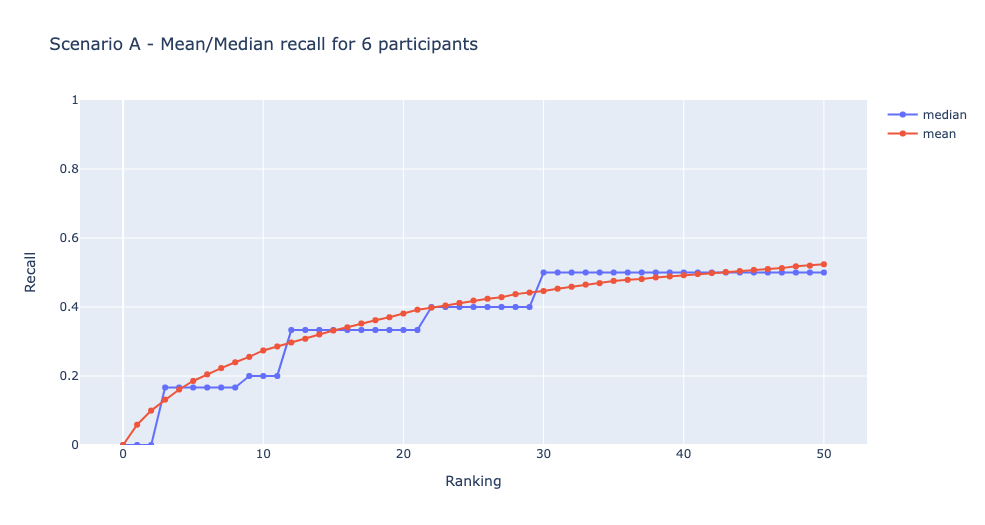 Scenario A - Mean/Median recall for 6 participants
1
0.8
0.6
0.4
0.2
0
Recall
0 10 20 30 40 50
Ranking
median
mean